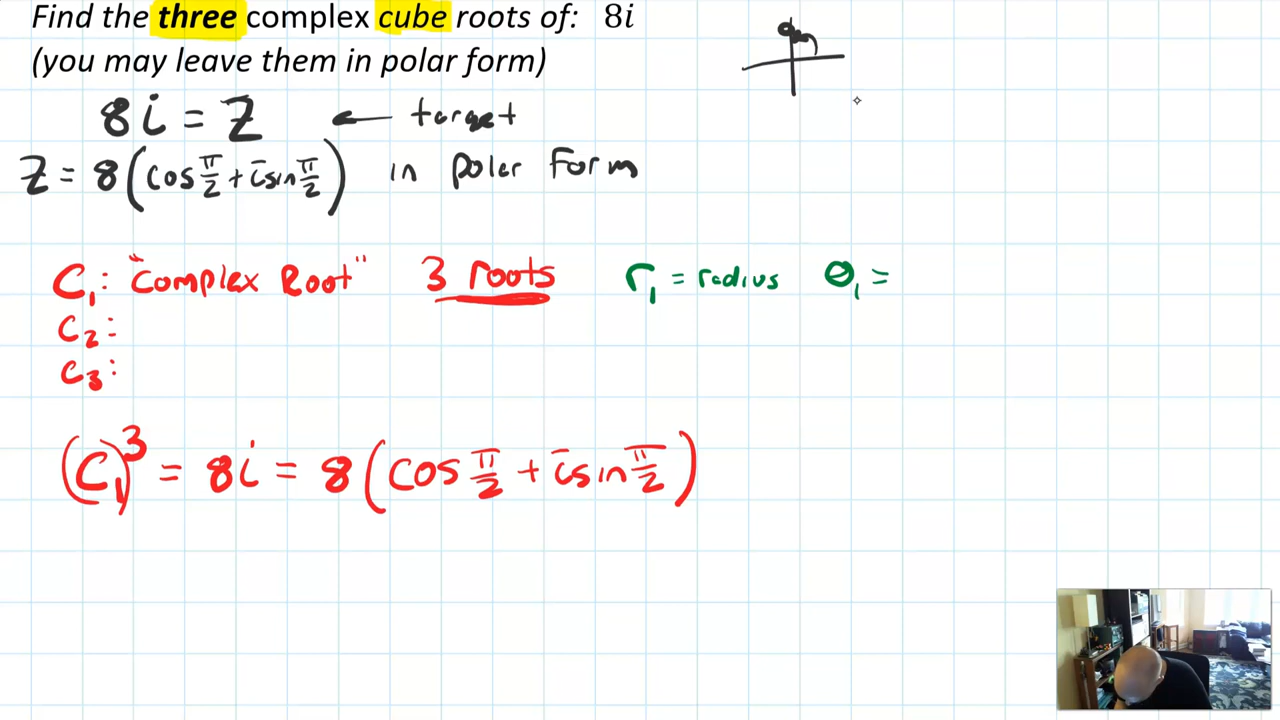 Find the three complex cube roots of: 8i
(you may leave them in polar form)
8i = Z ← target
Z = 8(cos π/2 + i sin π/2) in polar form
C₁: "Complex Root" 3 roots r₁ = radius θ₁ =
C₂:
C₃:
(C₁)³ = 8i = 8(cos π/2 + i sin π/2)